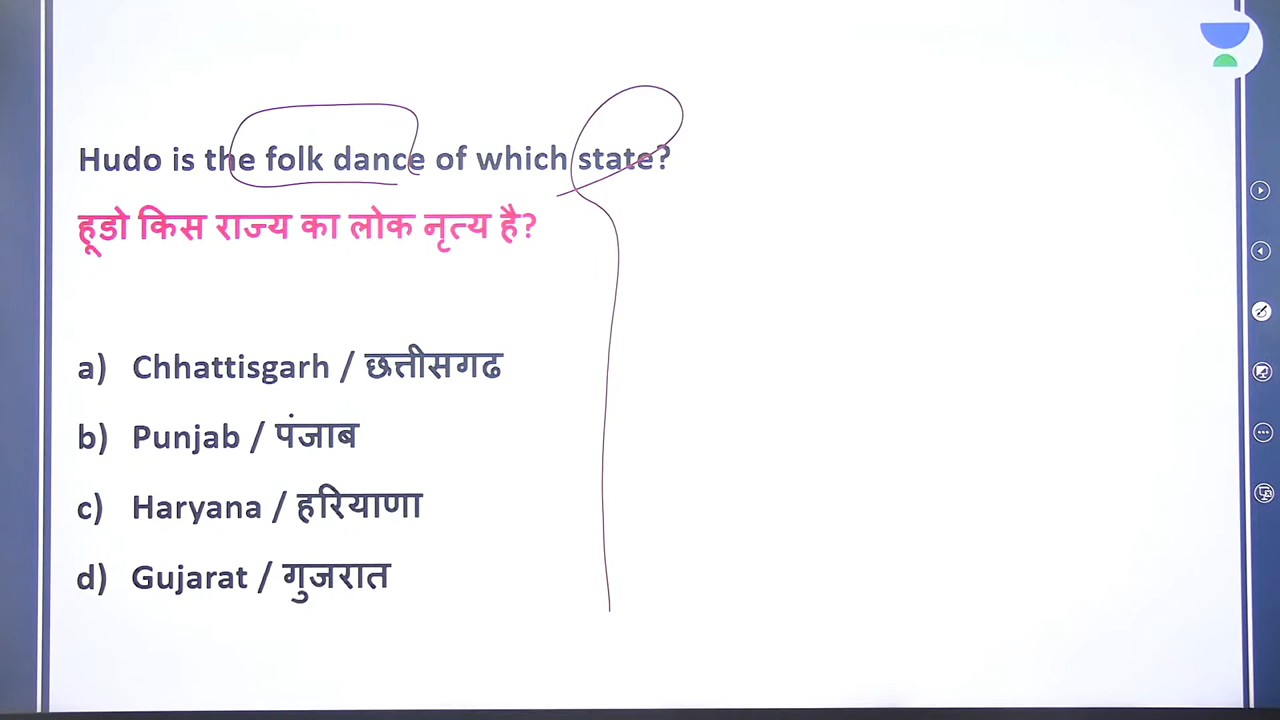 Hudo is the folk dance of which state?
हूडो किस राज्य का लोक नृत्य है?
a) Chhattisgarh / छत्तीसगढ
b) Punjab / पंजाब
c) Haryana / हरियाणा
d) Gujarat / गुजरात